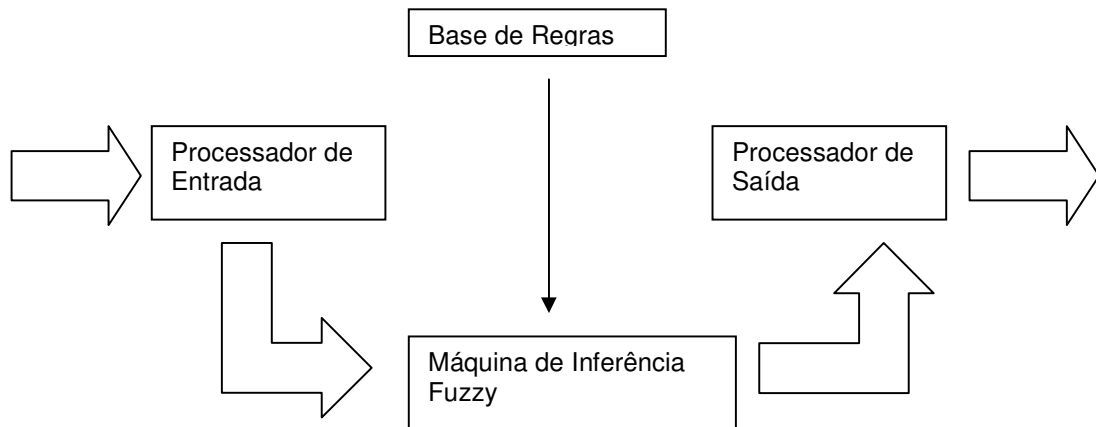 Base de Regras
Processador de
Entrada
Processador de
Saída
Máquina de Inferência
Fuzzy